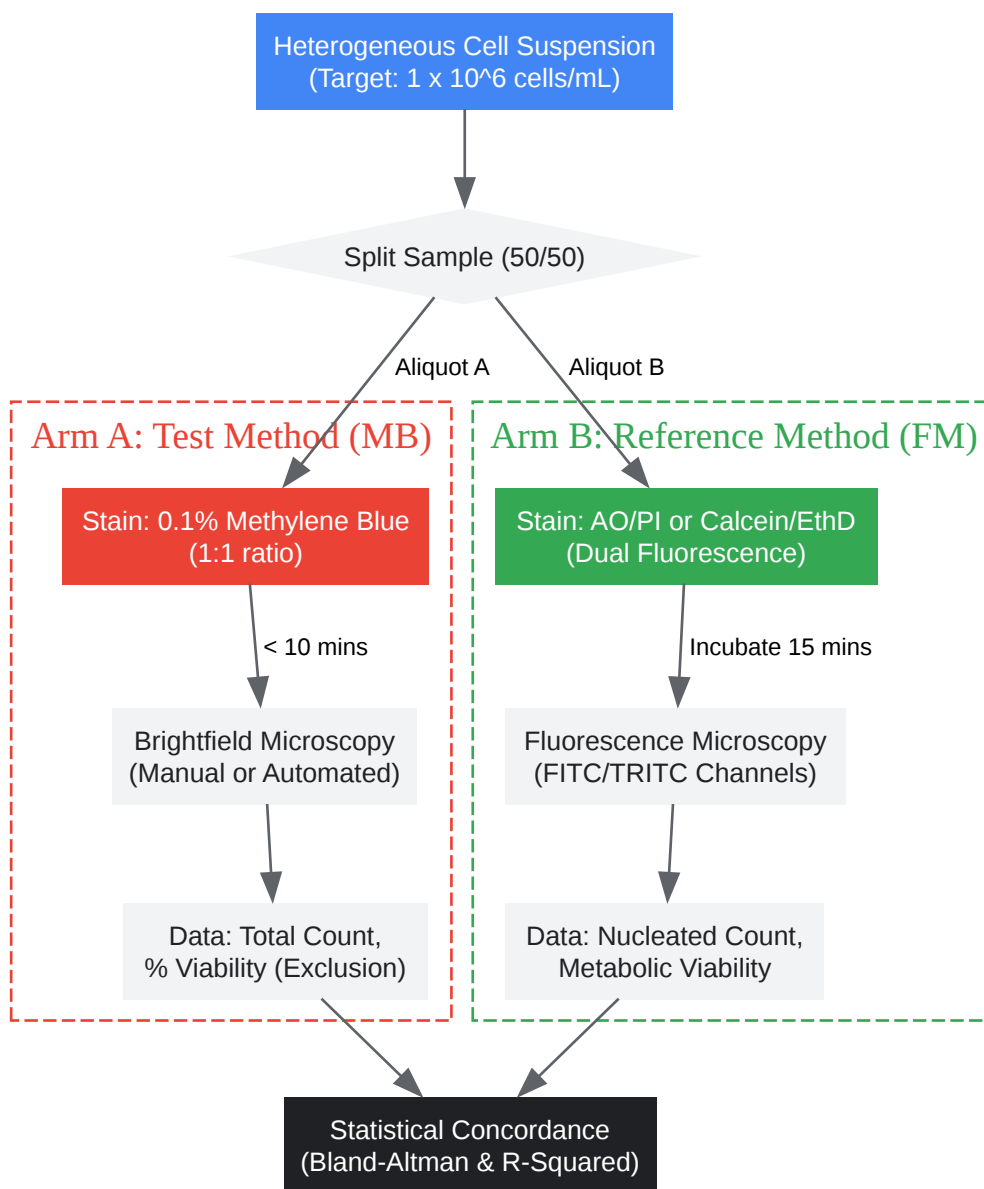 Heterogeneous Cell Suspension
(Target: 1 x 10^6 cells/mL)
Split Sample (50/50)
Aliquot A
Aliquot B
Arm A: Test Method (MB)
Stain: 0.1% Methylene Blue
(1:1 ratio)
< 10 mins
Brightfield Microscopy
(Manual or Automated)
Data: Total Count,
% Viability (Exclusion)
Arm B: Reference Method (FM)
Stain: AO/PI or Calcein/EthD
(Dual Fluorescence)
Incubate 15 mins
Fluorescence Microscopy
(FITC/TRITC Channels)
Data: Nucleated Count,
Metabolic Viability
Statistical Concordance
(Bland-Altman & R-Squared)